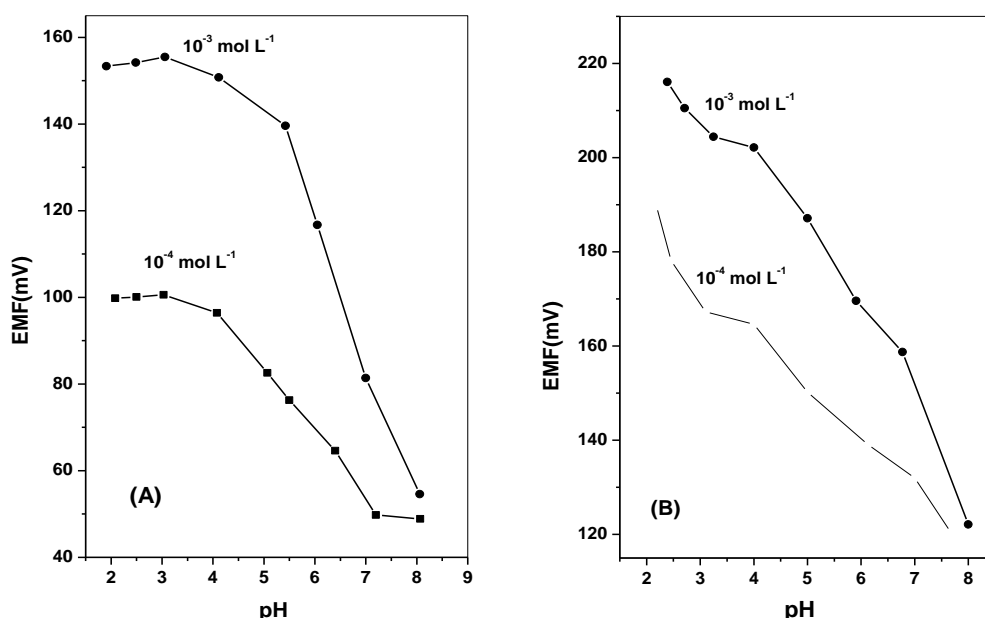 160
140
120
100
80
60
40
EMF(mV)
10⁻³ mol L⁻¹
10⁻⁴ mol L⁻¹
(A)
2 3 4 5 6 7 8 9
pH
220
200
180
160
140
120
EMF(mV)
10⁻³ mol L⁻¹
10⁻⁴ mol L⁻¹
(B)
2 3 4 5 6 7 8
pH